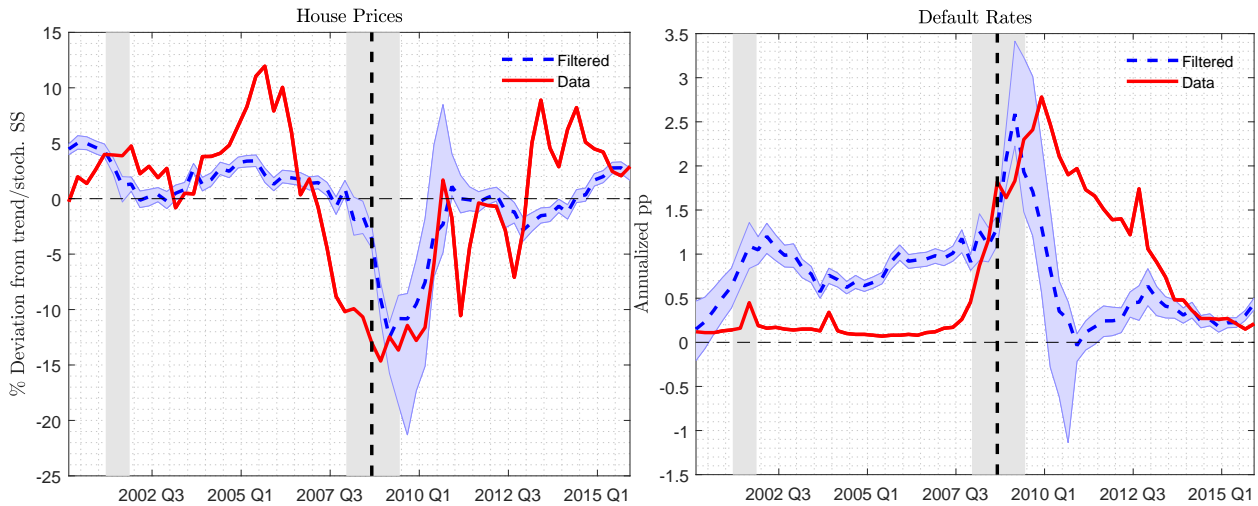 House Prices
% Deviation from trend/stoch. SS
15
10
5
0
-5
-10
-15
-20
-25
Filtered
Data
2002 Q3 2005 Q1 2007 Q3 2010 Q1 2012 Q3 2015 Q1
Default Rates
Annualized pp
3.5
3
2.5
2
1.5
1
0.5
0
-0.5
-1
-1.5
Filtered
Data
2002 Q3 2005 Q1 2007 Q3 2010 Q1 2012 Q3 2015 Q1